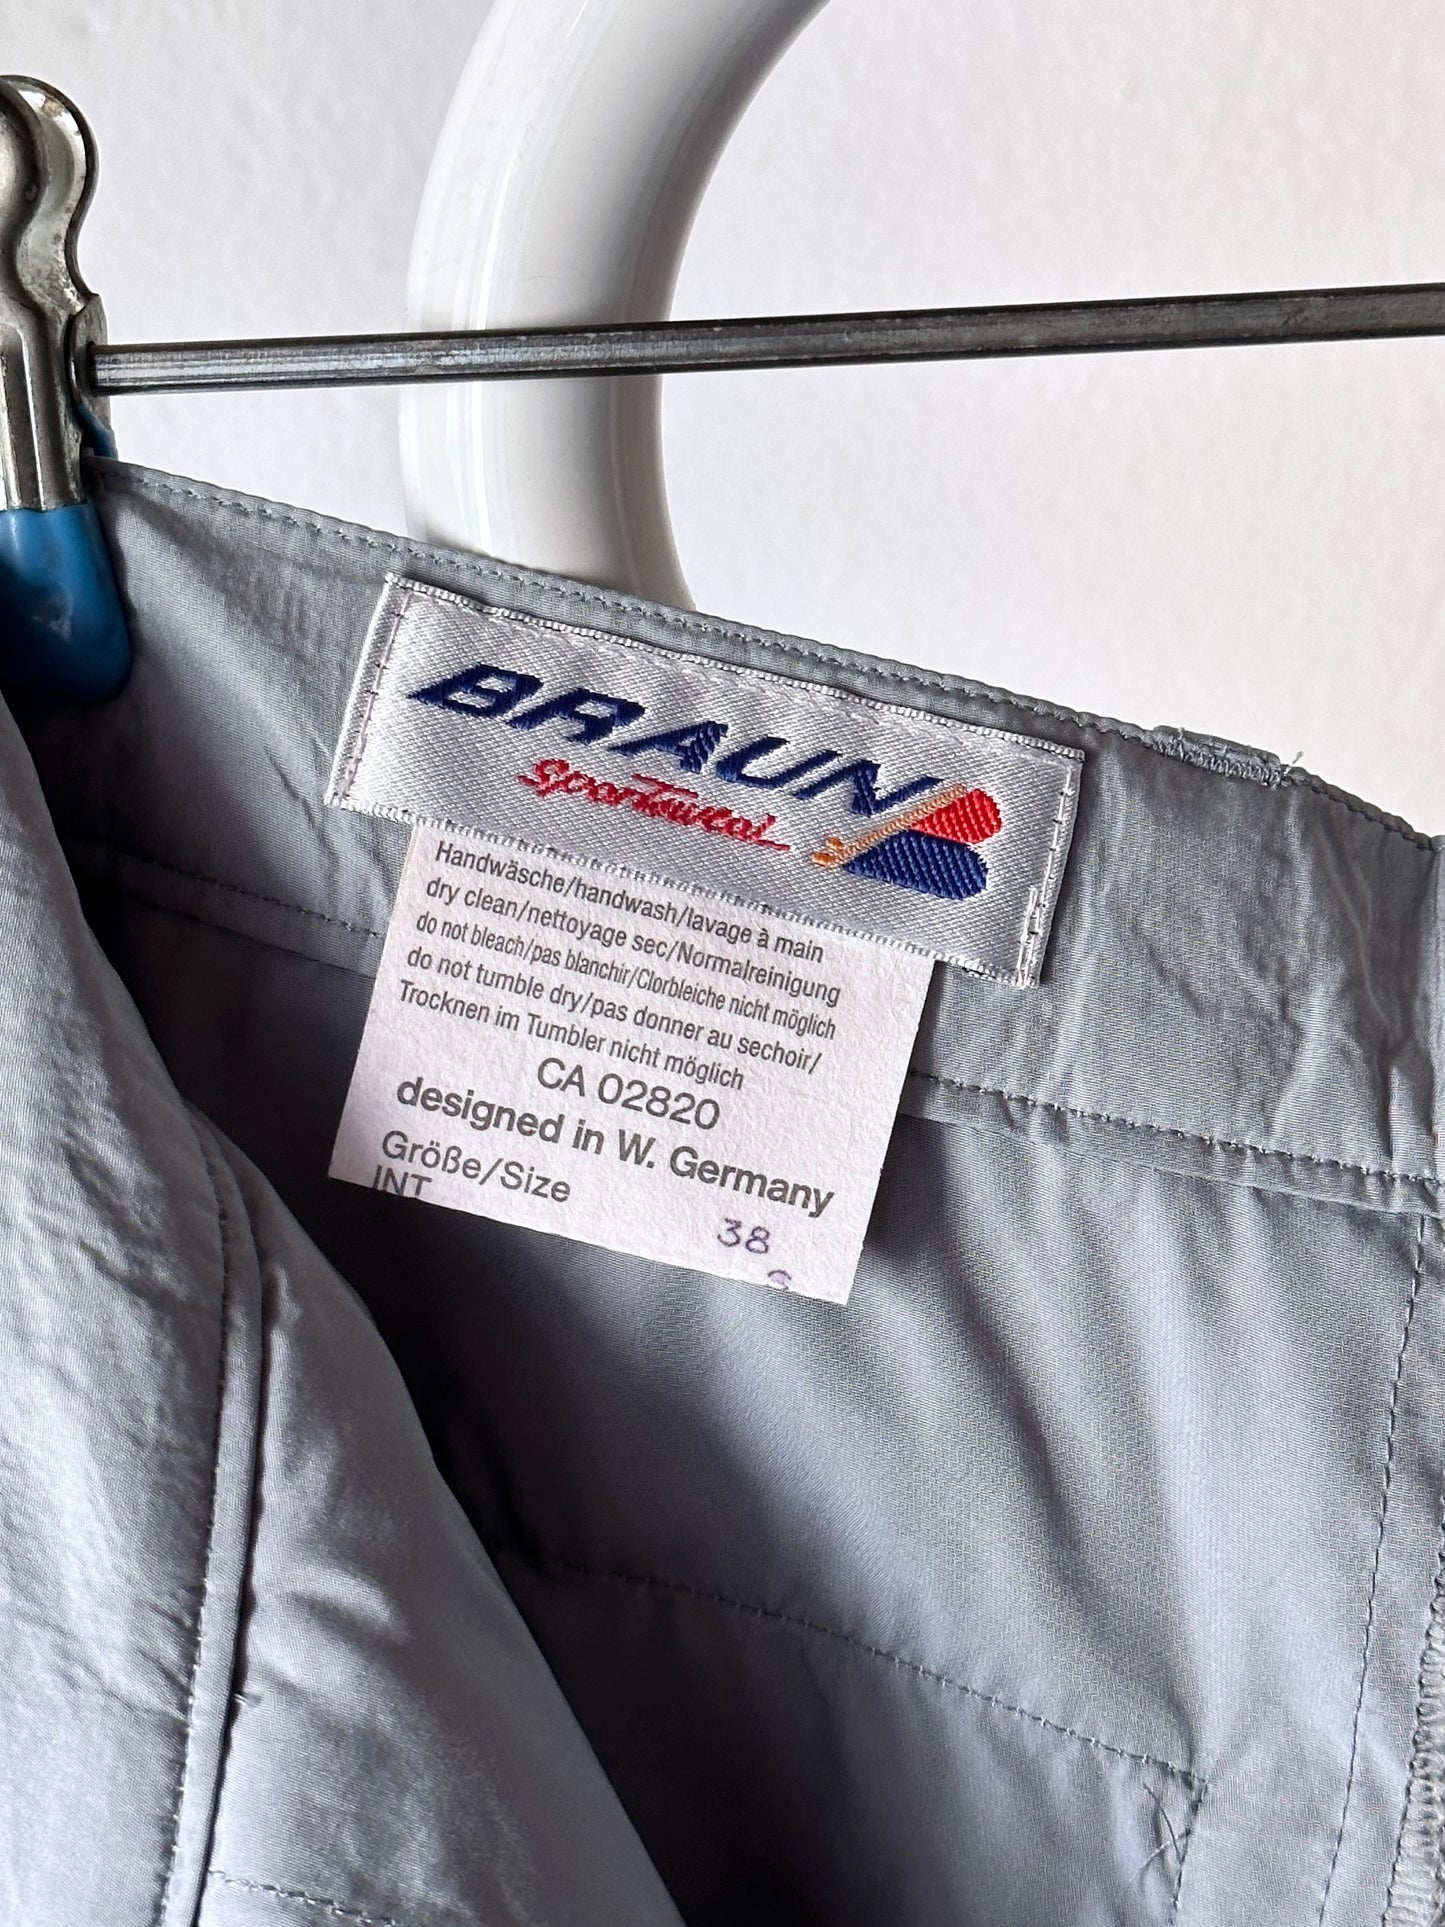 BRAUN
Sportswear
Handwäsche/handwash/lavage à main
dry clean/nettoyage sec/Normalreinigung
do not bleach/pas blanchir/Clorbleiche nicht möglich
do not tumble dry/pas donner au sechoir/
Trocknen im Tumbler nicht möglich
CA 02820
designed in W. Germany
Größe/Size
38
INT